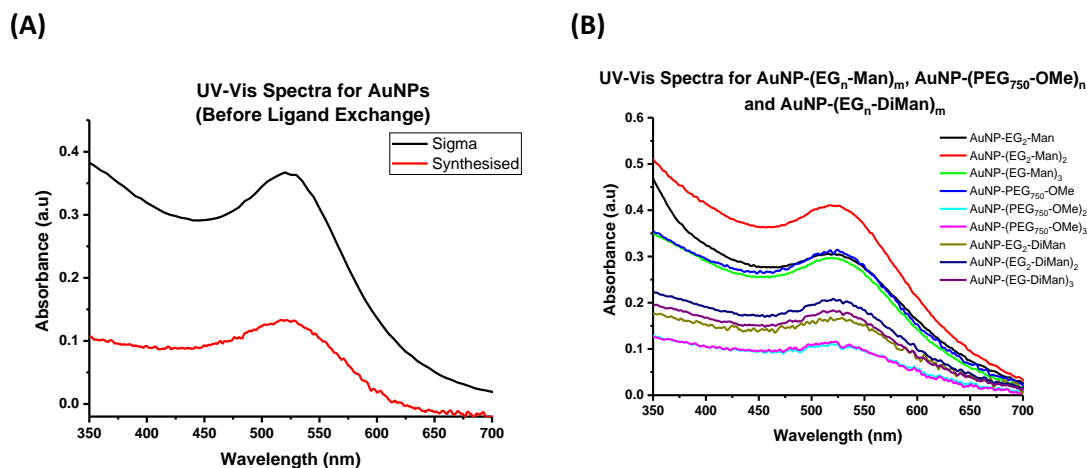 (A)
UV-Vis Spectra for AuNPs
(Before Ligand Exchange)
Sigma
Synthesised
0.4
0.3
0.2
0.1
0.0
Absorbance (a.u)
350 400 450 500 550 600 650 700
Wavelength (nm)
(B)
UV-Vis Spectra for AuNP-(EGn-Man)m, AuNP-(PEG750-OMe)n
and AuNP-(EGn-DiMan)m
AuNP-EG2-Man
AuNP-(EG2-Man)2
AuNP-(EG-Man)3
AuNP-PEG750-OMe
AuNP-(PEG750-OMe)2
AuNP-(PEG750-OMe)3
AuNP-EG2-DiMan
AuNP-(EG2-DiMan)2
AuNP-(EG-DiMan)3
0.6
0.5
0.4
0.3
0.2
0.1
0.0
Absorbance (a.u)
350 400 450 500 550 600 650 700
Wavelength (nm)